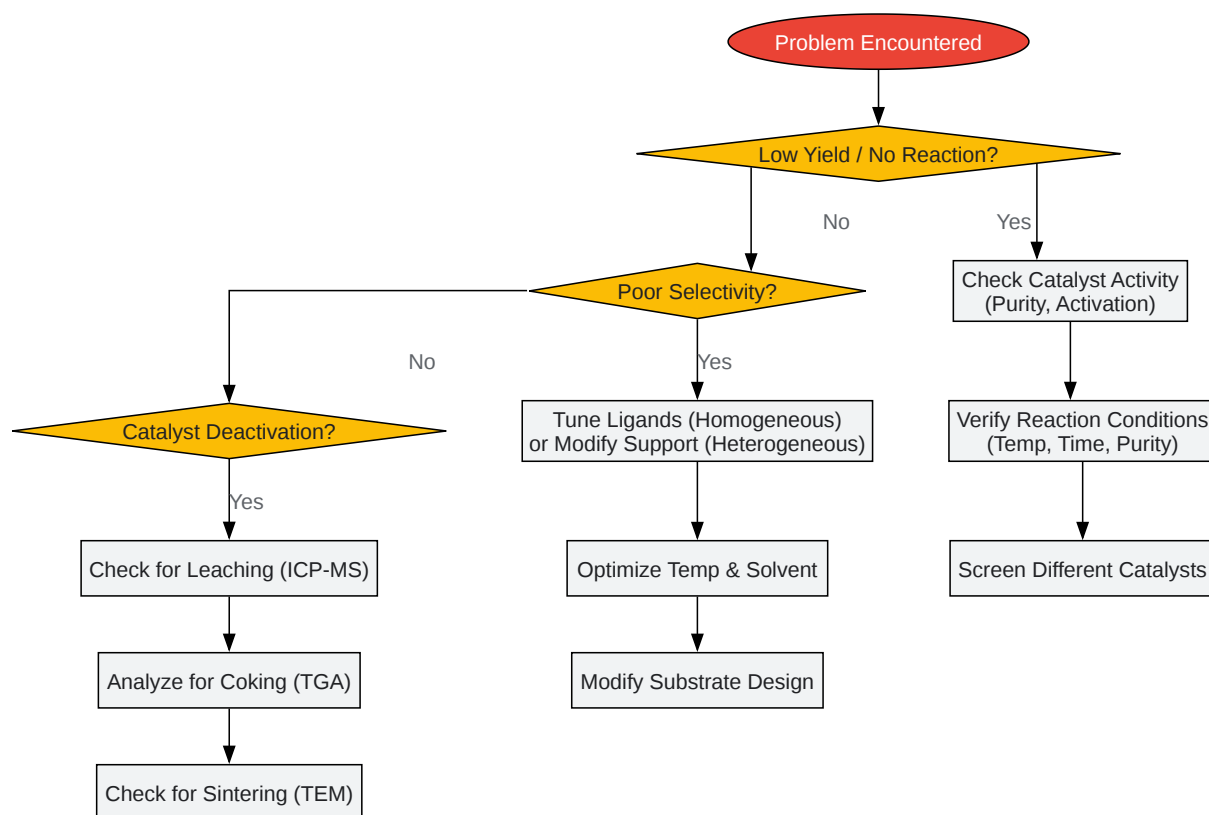 Problem Encountered
Low Yield / No Reaction?
No
Yes
Poor Selectivity?
Check Catalyst Activity
(Purity, Activation)
No
Yes
Catalyst Deactivation?
Tune Ligands (Homogeneous)
or Modify Support (Heterogeneous)
Verify Reaction Conditions
(Temp, Time, Purity)
Yes
Check for Leaching (ICP-MS)
Optimize Temp & Solvent
Screen Different Catalysts
Analyze for Coking (TGA)
Modify Substrate Design
Check for Sintering (TEM)